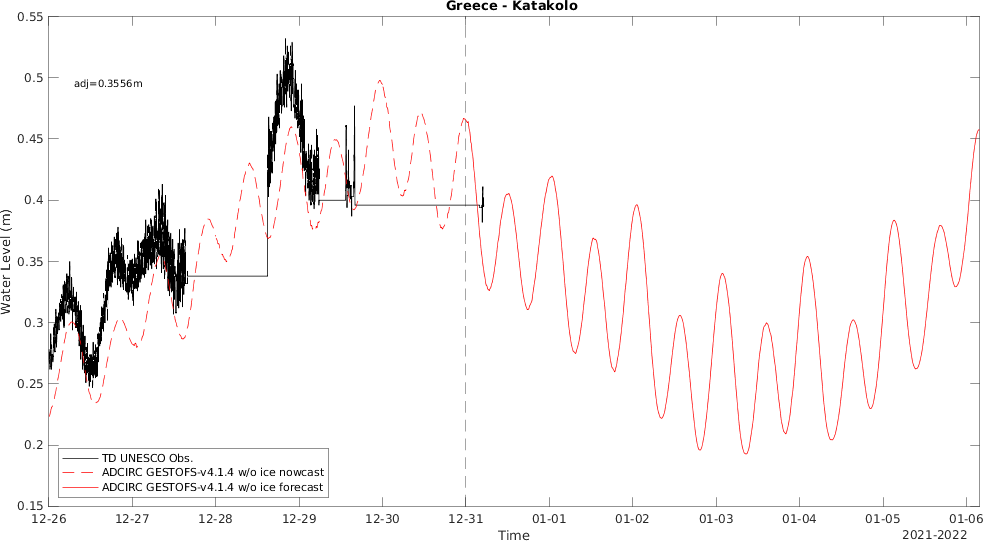 Greece - Katakolo
0.55
0.5
0.45
0.4
0.35
0.3
0.25
0.2
0.15
Water Level (m)
adj=0.3556m
TD UNESCO Obs.
ADCIRC GESTOFS-v4.1.4 w/o ice nowcast
ADCIRC GESTOFS-v4.1.4 w/o ice forecast
12-26 12-27 12-28 12-29 12-30 12-31 01-01 01-02 01-03 01-04 01-05 01-06
Time
2021-2022